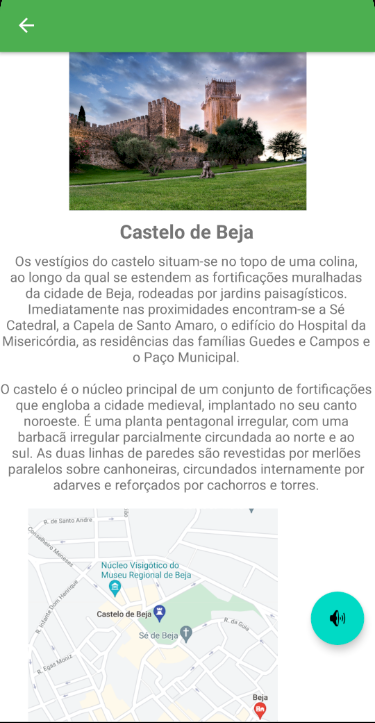 Castelo de Beja
Os vestígios do castelo situam-se no topo de uma colina,
ao longo da qual se estendem as fortificações muralhadas
da cidade de Beja, rodeadas por jardins paisagísticos.
Imediatamente nas proximidades encontram-se a Sé
Catedral, a Capela de Santo Amaro, o edifício do Hospital da
Misericórdia, as residências das famílias Guedes e Campos e
o Paço Municipal.
O castelo é o núcleo principal de um conjunto de fortificações
que engloba a cidade medieval, implantado no seu canto
noroeste. É uma planta pentagonal irregular, com uma
barbacã irregular parcialmente circundada ao norte e ao
sul. As duas linhas de paredes são revestidas por merlões
paralelos sobre canhoneiras, circundados internamente por
adarves e reforçados por cachorros e torres.
R. de Santo André
Conselheiro Menezes
Núcleo Visigótico do
Museu Regional de Beja
R. Infante Dom Henrique
Castelo de Beja
R. da Guia
Sé de Beja
R. Egas Moniz
Beja